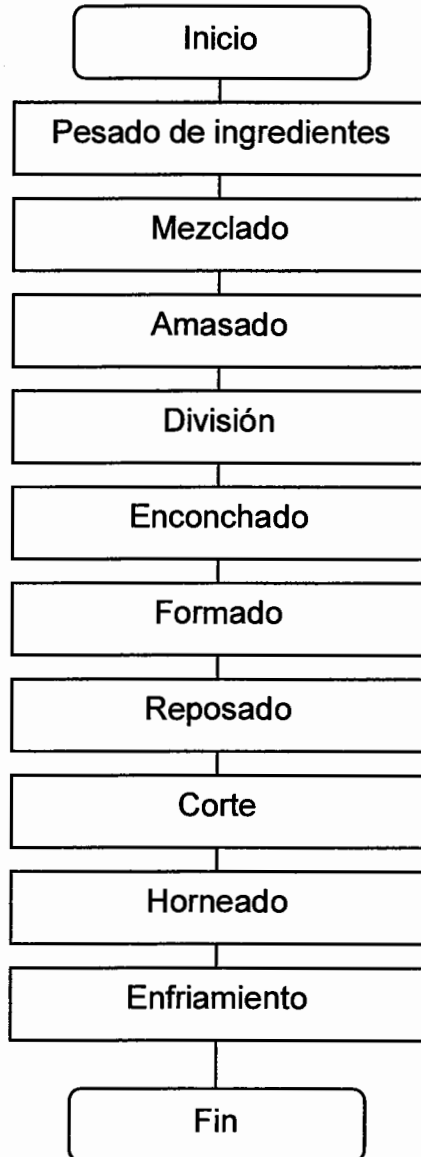 Inicio
Pesado de ingredientes
Mezclado
Amasado
División
Enconchado
Formado
Reposado
Corte
Horneado
Enfriamiento
Fin